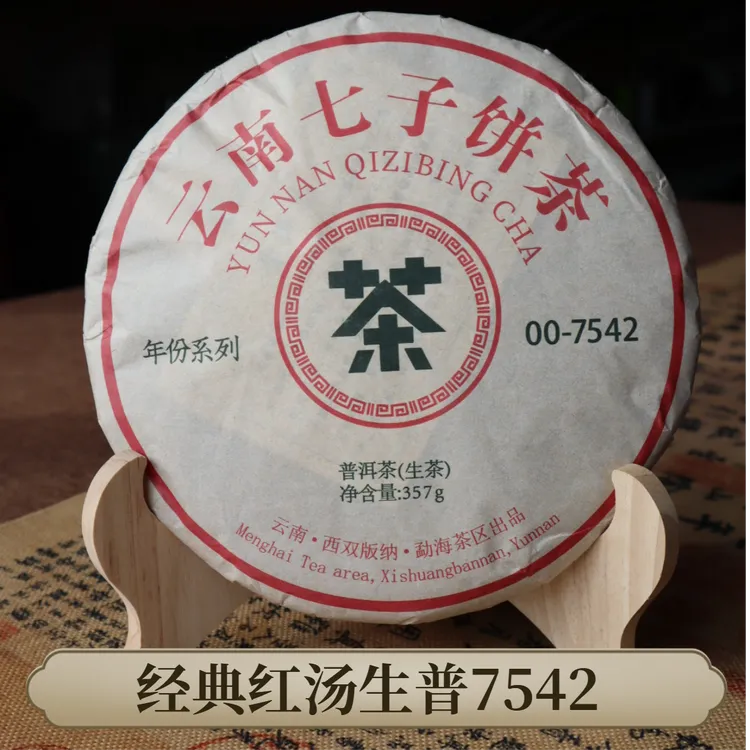 云南七子饼茶
YUN NAN QIZIBING CHA
茶
年份系列
00-7542
普洱茶(生茶)
净含量:357g
云南·西双版纳·勐海茶区出品
Menghai Tea area,Xishuangbannan,Yunnan
经典红汤生普7542